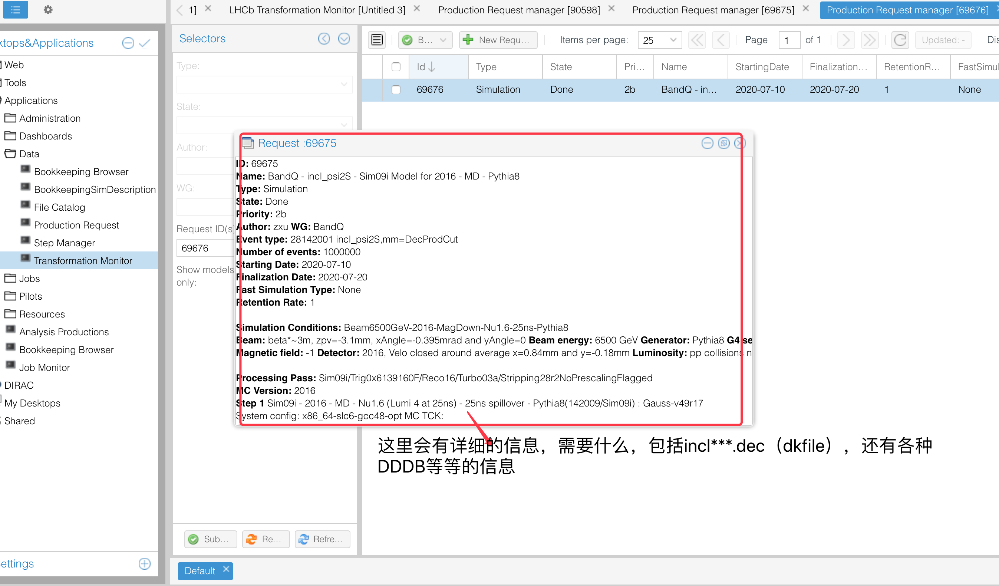 1]
LHCb Transformation Monitor [Untitled 3]
Production Request manager [90598]
Production Request manager [69675]
Production Request manager [69676]
ktops&Applications
Web
Tools
Applications
Administration
Dashboards
Data
Bookkeeping Browser
BookkeepingSimDescription
File Catalog
Production Request
Step Manager
Transformation Monitor
Jobs
Pilots
Resources
Analysis Productions
Bookkeeping Browser
Job Monitor
DIRAC
My Desktops
Shared
ettings
Selectors
Type:
State:
Author:
WG:
Request ID(s)
69676
Show models
only:
Sub...
Re...
Refre...
B...
New Requ...
Items per page:
25
Page
1
of 1
Updated: -
Dis
Id
Type
State
Pri...
Name
StartingDate
Finalization...
RetentionR...
FastSimul
69676
Simulation
Done
2b
BandQ - in...
2020-07-10
2020-07-20
1
None
Request :69675
ID: 69675
Name: BandQ - incl_psi2S - Sim09i Model for 2016 - MD - Pythia8
Type: Simulation
State: Done
Priority: 2b
Author: zxu WG: BandQ
Event type: 28142001 incl_psi2S,mm=DecProdCut
Number of events: 1000000
Starting Date: 2020-07-10
Finalization Date: 2020-07-20
Fast Simulation Type: None
Retention Rate: 1
Simulation Conditions: Beam6500GeV-2016-MagDown-Nu1.6-25ns-Pythia8
Beam: beta*~3m, zpv=-3.1mm, xAngle=-0.395mrad and yAngle=0 Beam energy: 6500 GeV Generator: Pythia8 G4 se
Magnetic field: -1 Detector: 2016, Velo closed around average x=0.84mm and y=-0.18mm Luminosity: pp collisions n
Processing Pass: Sim09i/Trig0x6139160F/Reco16/Turbo03a/Stripping28r2NoPrescalingFlagged
MC Version: 2016
Step 1 Sim09i - 2016 - MD - Nu1.6 (Lumi 4 at 25ns) - 25ns spillover - Pythia8(142009/Sim09i) : Gauss-v49r17
System config: x86_64-slc6-gcc48-opt MC TCK:
这里会有详细的信息，需要什么，包括incl***.dec（dkfile），还有各种
DDDB等等的信息
Default